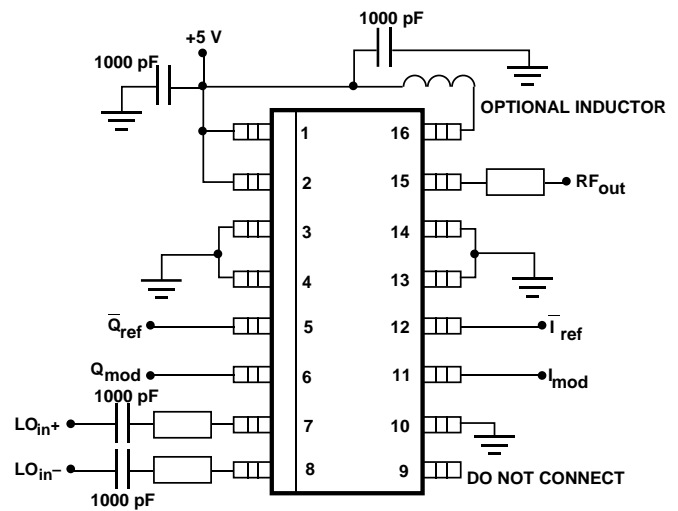 1000 pF
+5 V
1000 pF
OPTIONAL INDUCTOR
1 16
2 15 RFout
3 14
4 13
Q̅ref 5 12 I̅ref
Qmod 6 11 Imod
1000 pF
LOin+ 7 10
LOin– 8 9 DO NOT CONNECT
1000 pF